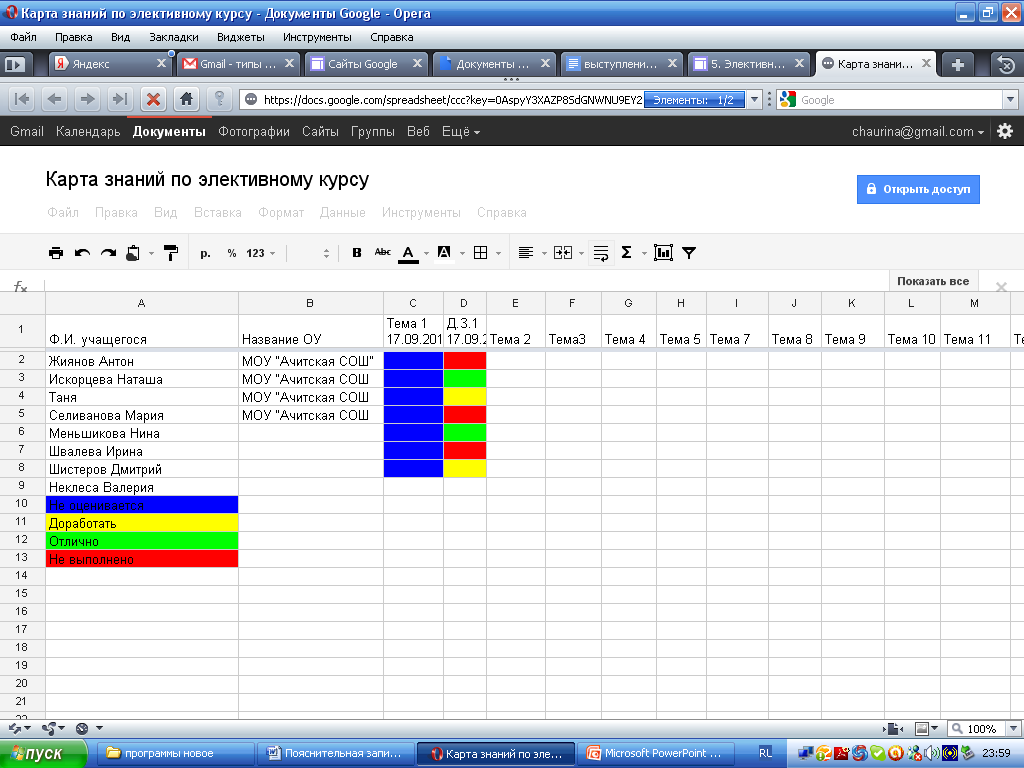 Карта знаний по элективному курсу - Документы Google - Opera
Файл Правка Вид Закладки Виджеты Инструменты Справка
Яндекс Gmail - типы ... Сайты Google Документы ... выступлени... 5. Элективн... Карта знани...
https://docs.google.com/spreadsheet/ccc?key=0AspyY3XAZP8SdGNWNU9EY2 Элементы: 1/2 Google
Gmail Календарь Документы Фотографии Сайты Группы Веб Ещё chaurina@gmail.com
Карта знаний по элективному курсу
Открыть доступ
Файл Правка Вид Вставка Формат Данные Инструменты Справка
р. % 123 B Abc A A Σ
Показать все
fx
A B C D E F G H I J K L M
1 Ф.И. учащегося Название ОУ Тема 1 17.09.201 Д.З.1 17.09.2 Тема 2 Тема3 Тема 4 Тема 5 Тема 7 Тема 8 Тема 9 Тема 10 Тема 11 Те
2 Жиянов Антон МОУ "Ачитская СОШ"
3 Искорцева Наташа МОУ "Ачитская СОШ
4 Таня МОУ "Ачитская СОШ
5 Селиванова Мария МОУ "Ачитская СОШ
6 Меньшикова Нина
7 Швалева Ирина
8 Шистеров Дмитрий
9 Неклеса Валерия
10 Не оценивается
11 Доработать
12 Отлично
13 Не выполнено
14
15
16
17
18
19
20
21
22
100%
пуск программы новое Пояснительная запи... Карта знаний по эле... Microsoft PowerPoint ... RL 23:59